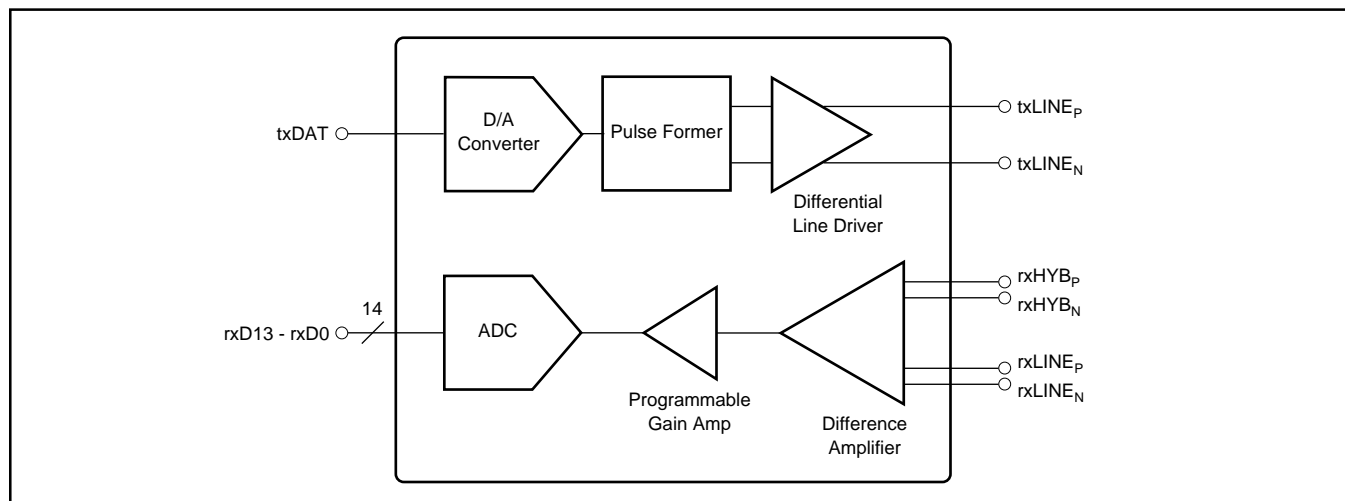 txDAT
D/A
Converter
Pulse Former
Differential
Line Driver
txLINEP
txLINEN
rxD13 - rxD0
14
ADC
Programmable
Gain Amp
Difference
Amplifier
rxHYBP
rxHYBN
rxLINEP
rxLINEN